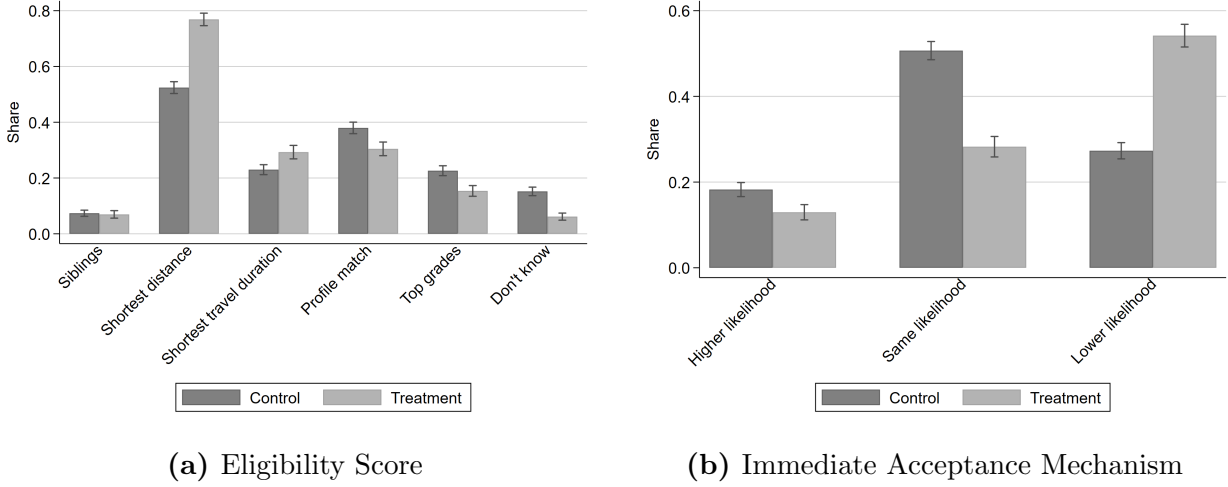 0.8
0.6
0.4
0.2
0.0
Share
Siblings
Shortest distance
Shortest travel duration
Profile match
Top grades
Don't know
Control
Treatment
(a) Eligibility Score
0.6
0.4
0.2
0.0
Share
Higher likelihood
Same likelihood
Lower likelihood
Control
Treatment
(b) Immediate Acceptance Mechanism